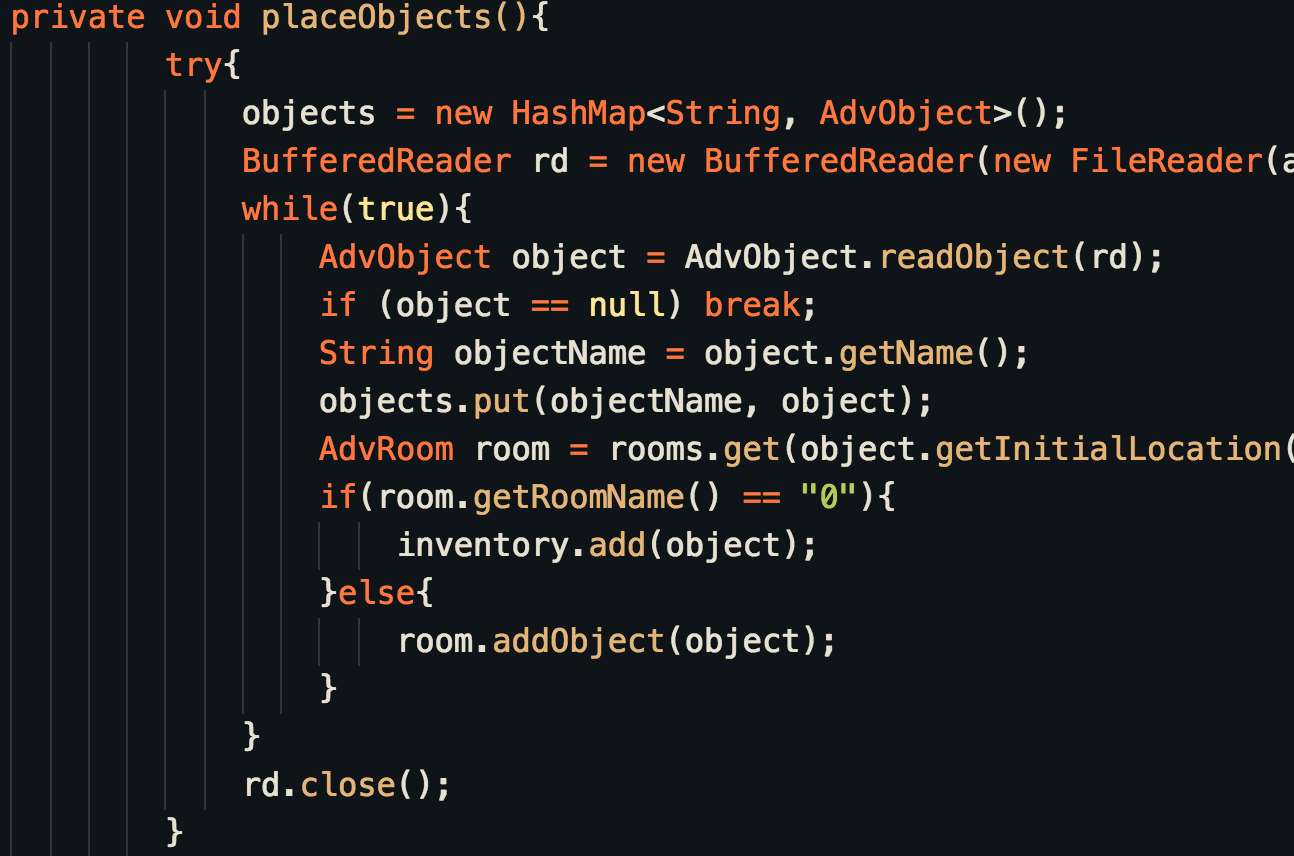 private void placeObjects(){
try{
objects = new HashMap<String, AdvObject>();
BufferedReader rd = new BufferedReader(new FileReader(a
while(true){
AdvObject object = AdvObject.readObject(rd);
if (object == null) break;
String objectName = object.getName();
objects.put(objectName, object);
AdvRoom room = rooms.get(object.getInitialLocation(
if(room.getRoomName() == "0"){
inventory.add(object);
}else{
room.addObject(object);
}
}
rd.close();
}